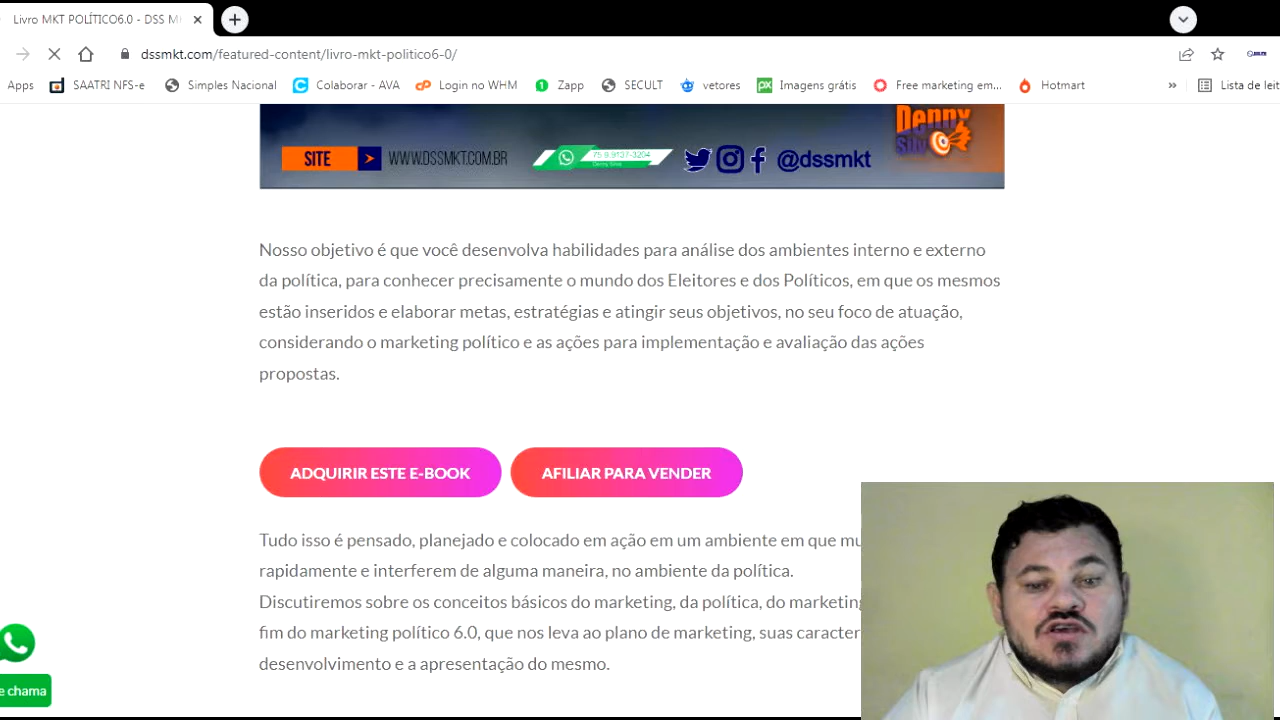 Livro MKT POLÍTICO6.0 - DSS M
dssmkt.com/featured-content/livro-mkt-politico6-0/
Apps SAATRI NFS-e Simples Nacional Colaborar - AVA Login no WHM Zapp SECULT vetores Imagens grátis Free marketing em... Hotmart » Lista de leit
Denny
SITE WWW.DSSMKT.COM.BR 75 9.9137-3204 @dssmkt
Denny Silva
Nosso objetivo é que você desenvolva habilidades para análise dos ambientes interno e externo
da política, para conhecer precisamente o mundo dos Eleitores e dos Políticos, em que os mesmos
estão inseridos e elaborar metas, estratégias e atingir seus objetivos, no seu foco de atuação,
considerando o marketing político e as ações para implementação e avaliação das ações
propostas.
ADQUIRIR ESTE E-BOOK AFILIAR PARA VENDER
Tudo isso é pensado, planejado e colocado em ação em um ambiente em que mu
rapidamente e interferem de alguma maneira, no ambiente da política.
Discutiremos sobre os conceitos básicos do marketing, da política, do marketing
fim do marketing político 6.0, que nos leva ao plano de marketing, suas caracter
desenvolvimento e a apresentação do mesmo.
e chama